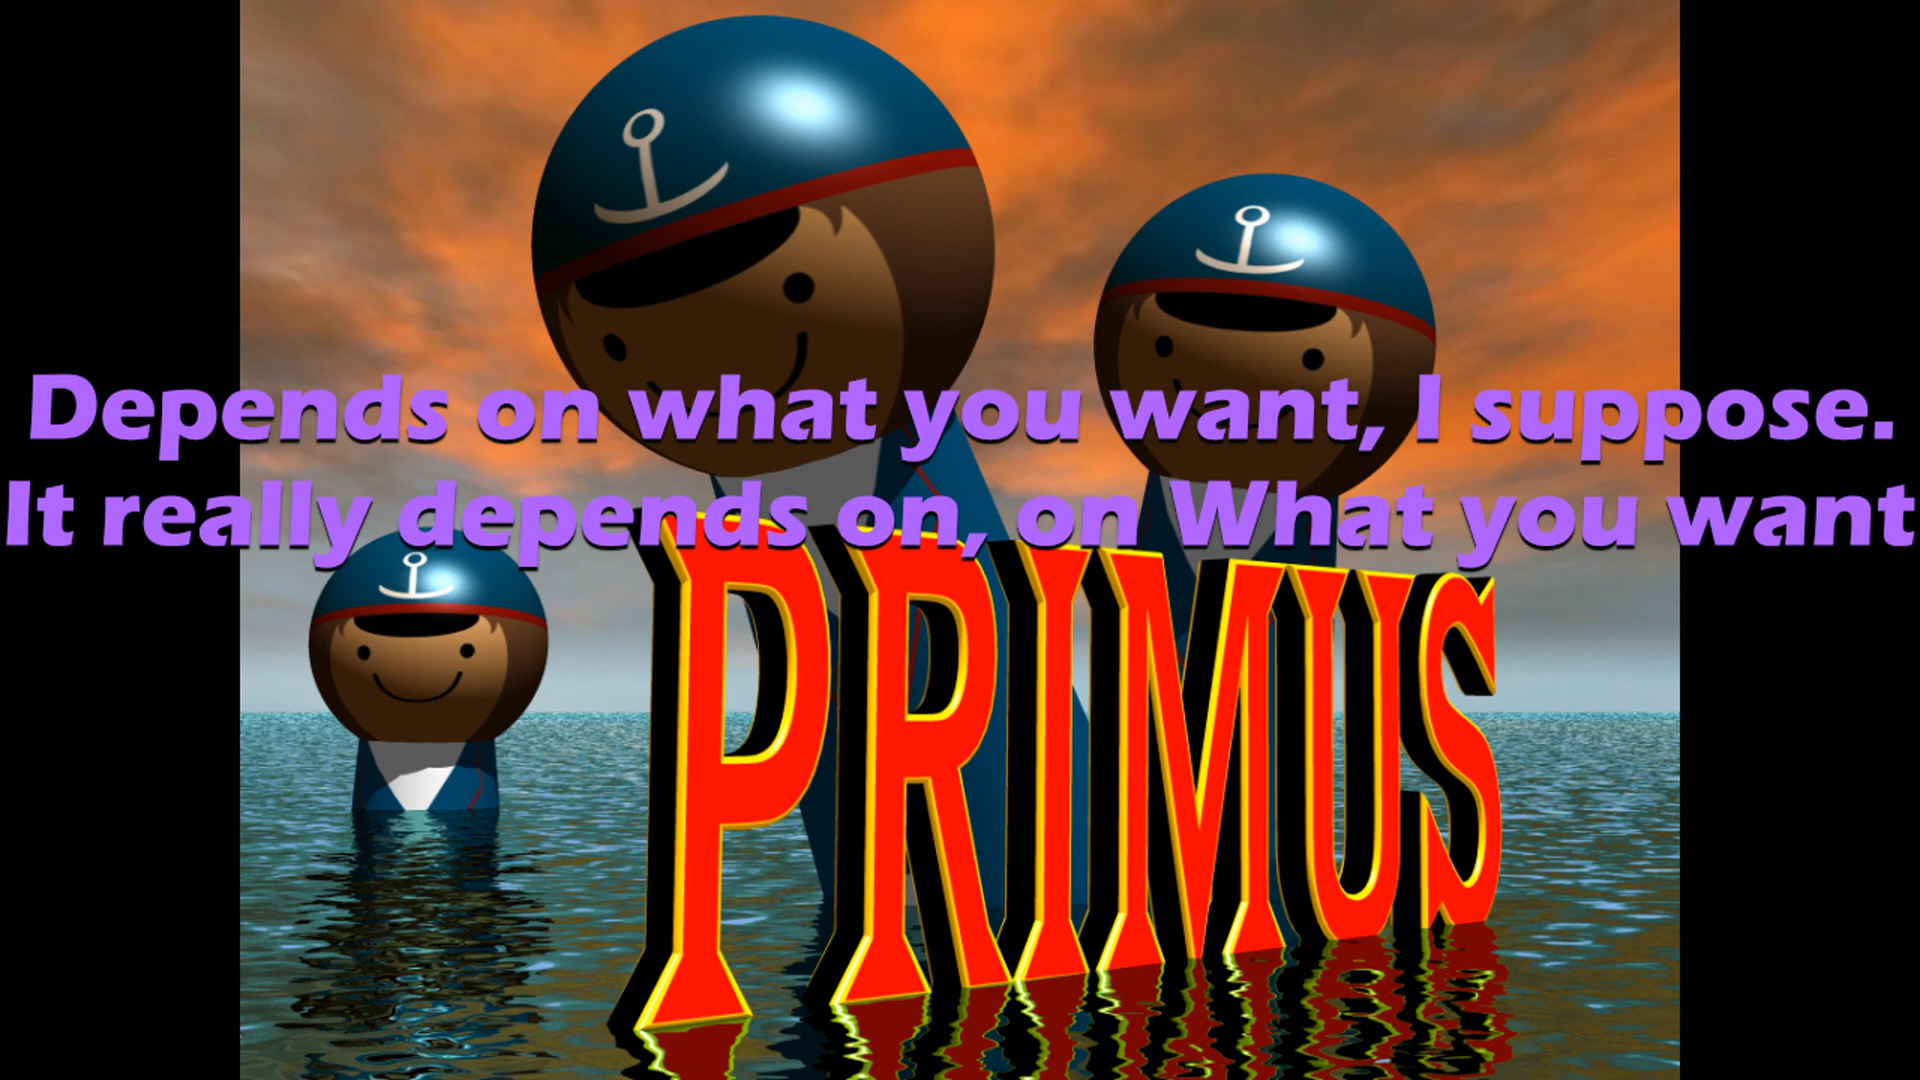 Depends on what you want, I suppose.
It really depends on, on What you want
PRIMUS